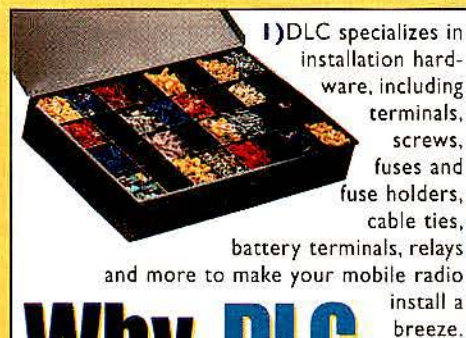 1)DLC specializes in
installation hard-
ware, including
terminals,
screws,
fuses and
fuse holders,
cable ties,
battery terminals, relays
and more to make your mobile radio
install a
breeze.
Why DLC